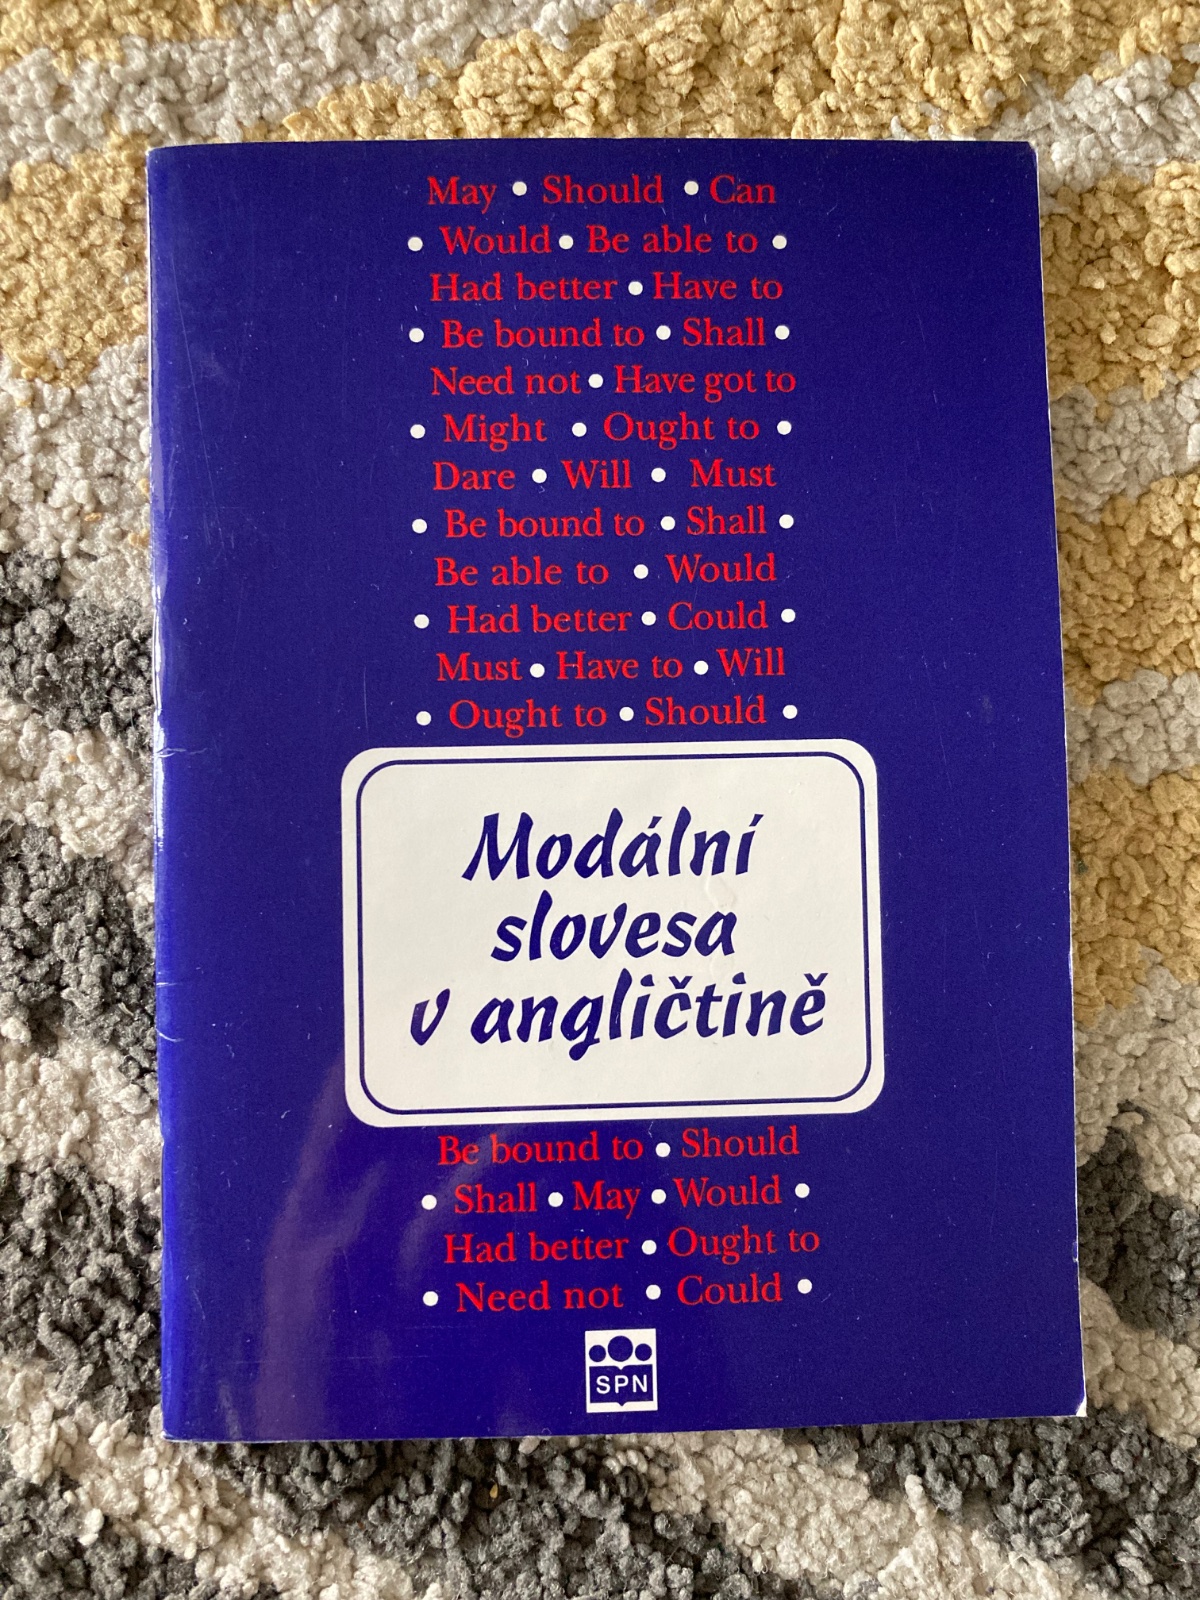 May • Should • Can
• Would • Be able to •
Had better • Have to
• Be bound to • Shall •
Need not • Have got to
• Might • Ought to •
Dare • Will • Must
• Be bound to • Shall •
Be able to • Would
• Had better • Could •
Must • Have to • Will
• Ought to • Should •
Modální
slovesa
v angličtině
Be bound to • Should
• Shall • May • Would •
Had better • Ought to
• Need not • Could •
SPN